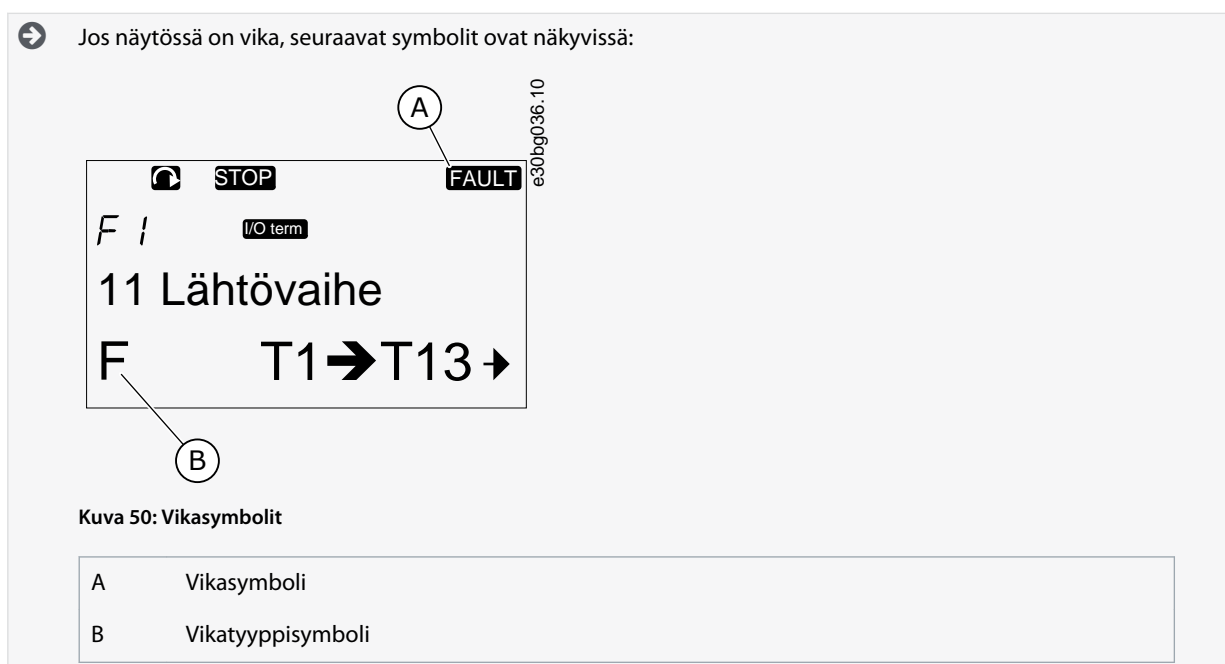 Jos näytössä on vika, seuraavat symbolit ovat näkyvissä:
A
e30bg036.10
STOP FAULT
F 1 I/O term
11 Lähtövaihe
F T1➔T13➔
B
Kuva 50: Vikasymbolit
A Vikasymboli
B Vikatyyppisymboli